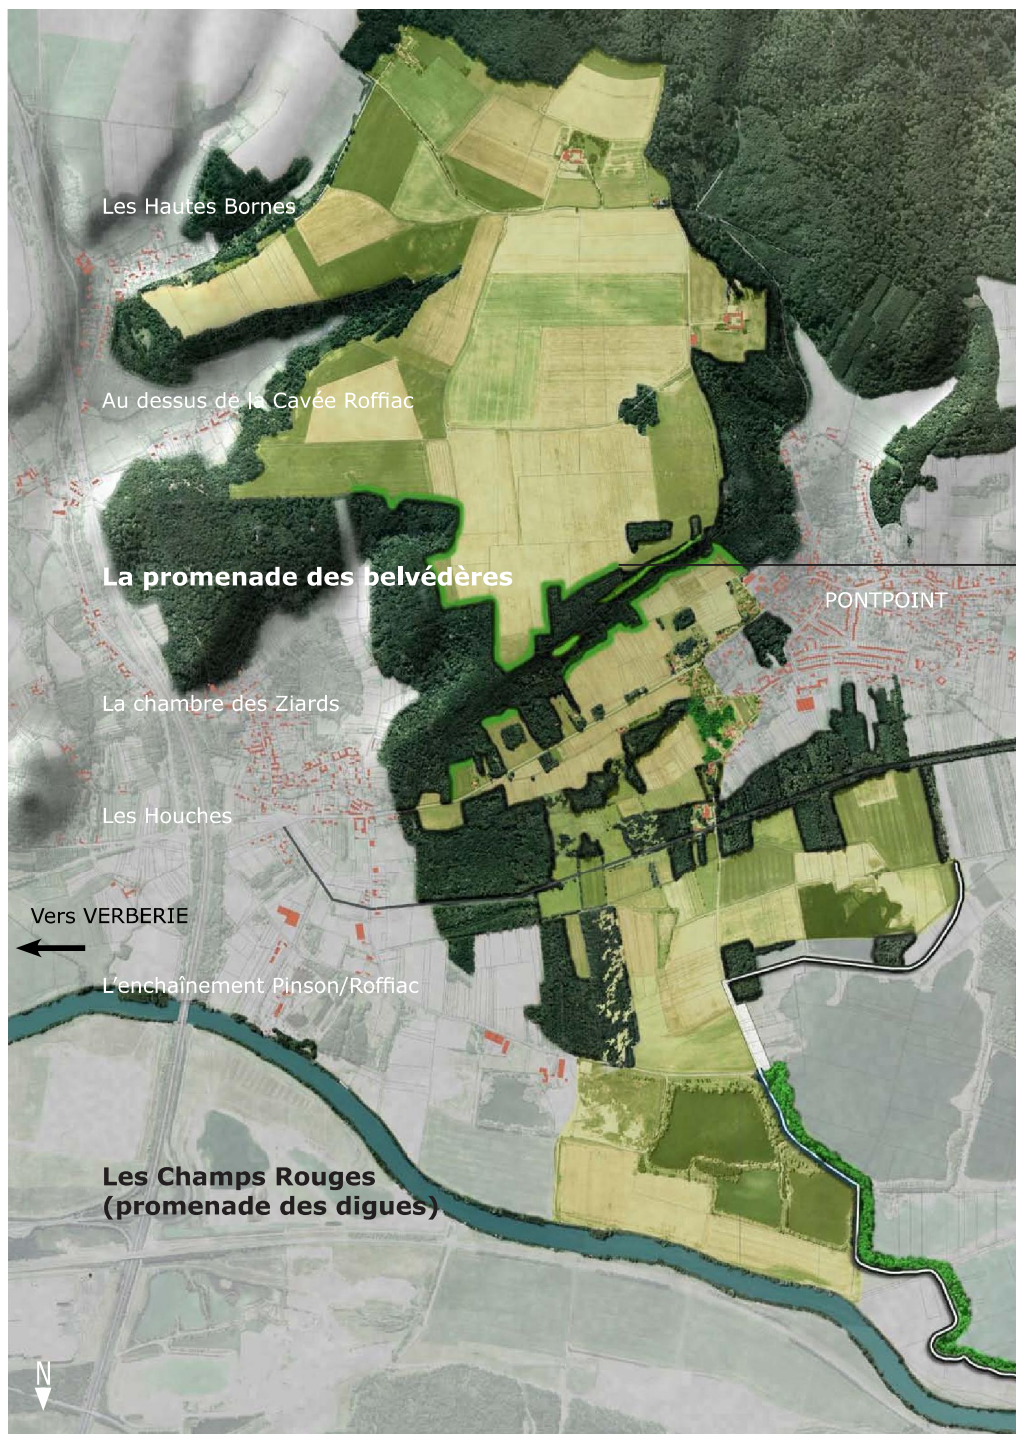 Les Hautes Bornes
Au dessus de la Cavée Roffiac
La promenade des belvédères
PONTPOINT
La chambre des Ziards
Les Houches
Vers VERBERIE
L'enchaînement Pinson/Roffiac
Les Champs Rouges
(promenade des digues)
N